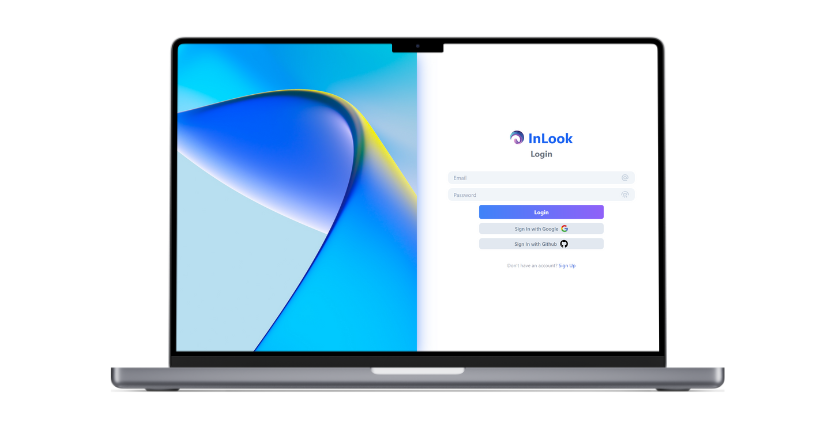 InLook
Login
Email
Password
Login
Sign In with Google
Sign In with Github
Don't have an account? Sign Up